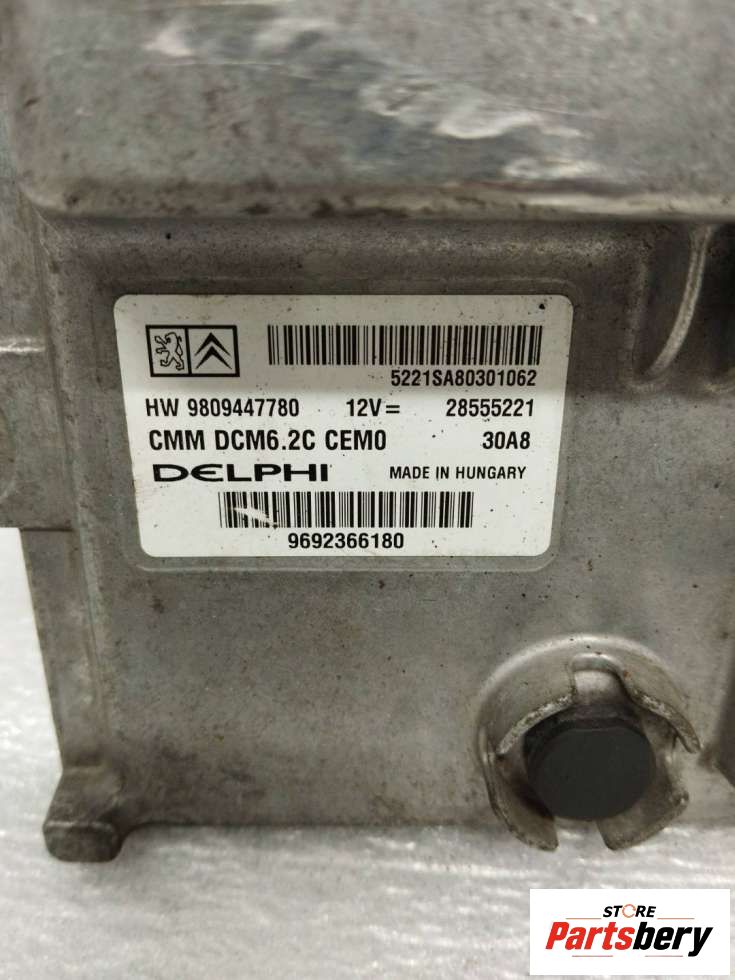 5221SA80301062
HW 9809447780 12V= 28555221
CMM DCM6.2C CEM0 30A8
DELPHI MADE IN HUNGARY
9692366180
STORE
Partsbery